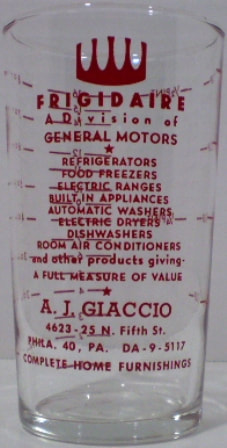 FRIGIDAIRE
A Division of
GENERAL MOTORS
REFRIGERATORS
FOOD FREEZERS
ELECTRIC RANGES
BUILT IN APPLIANCES
AUTOMATIC WASHERS
ELECTRIC DRYERS
DISHWASHERS
ROOM AIR CONDITIONERS
and other products giving-
A FULL MEASURE OF VALUE
A. J. GIACCIO
4623-25 N. Fifth St.
PHILA. 40, PA. DA-9-5117
COMPLETE HOME FURNISHINGS